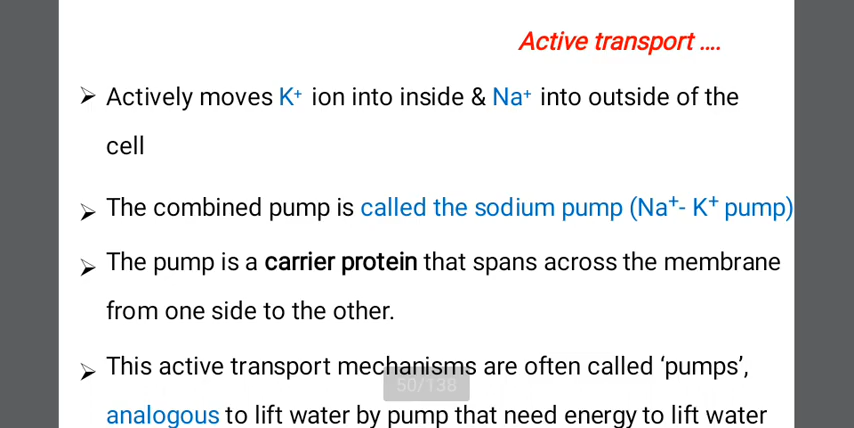 Active transport ....
➢ Actively moves K⁺ ion into inside & Na⁺ into outside of the
cell
➢ The combined pump is called the sodium pump (Na⁺- K⁺ pump)
➢ The pump is a carrier protein that spans across the membrane
from one side to the other.
➢ This active transport mechanisms are often called ‘pumps’,
50/138
analogous to lift water by pump that need energy to lift water